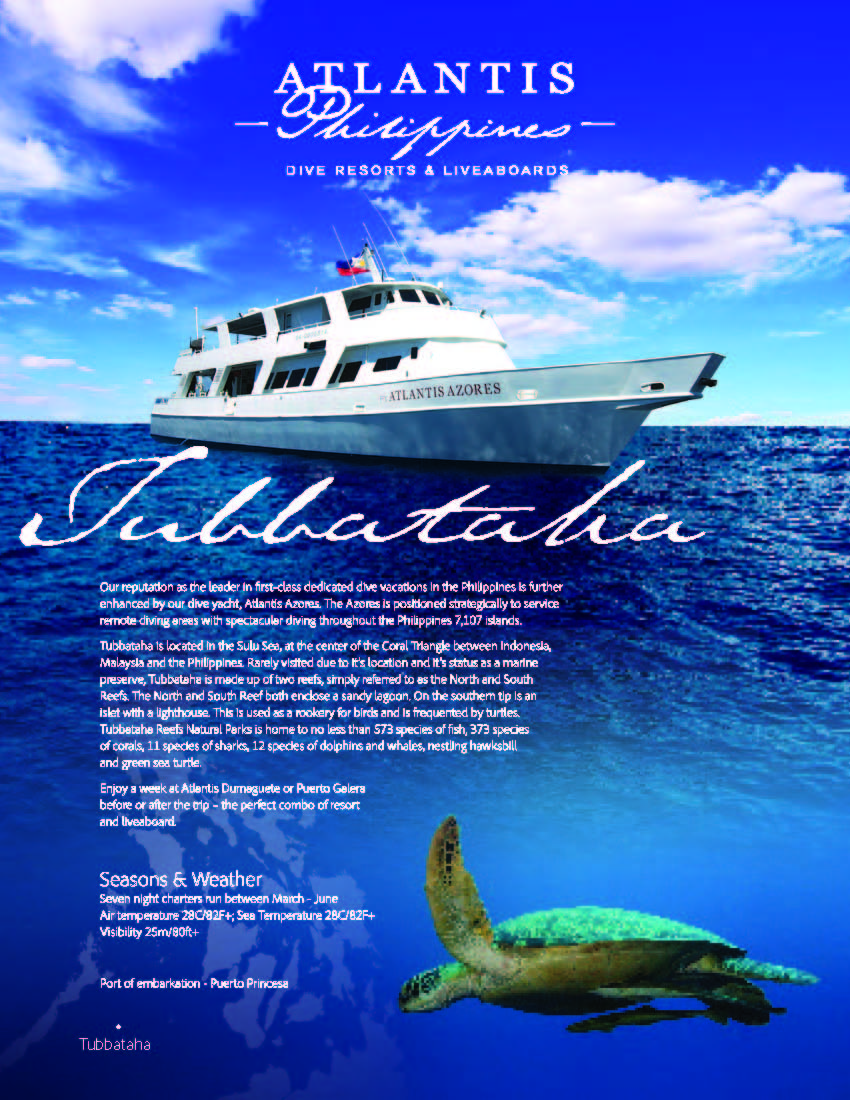 ATLANTIS
Philippines
DIVE RESORTS & LIVEABOARDS
ATLANTIS AZORES
Tubbataha
Our reputation as the leader in first-class dedicated dive vacations in the Philippines is further
enhanced by our dive yacht, Atlantis Azores. The Azores is positioned strategically to service
remote diving areas with spectacular diving throughout the Philippines 7,107 islands.
Tubbataha is located in the Sulu Sea, at the center of the Coral Triangle between Indonesia,
Malaysia and the Philippines. Rarely visited due to it's location and it's status as a marine
preserve, Tubbataha is made up of two reefs, simply referred to as the North and South
Reefs. The North and South Reef both enclose a sandy lagoon. On the southern tip is an
islet with a lighthouse. This is used as a rookery for birds and is frequented by turtles.
Tubbataha Reefs Natural Parks is home to no less than 573 species of fish, 373 species
of corals, 11 species of sharks, 12 species of dolphins and whales, nestling hawksbill
and green sea turtle.
Enjoy a week at Atlantis Dumaguete or Puerto Galera
before or after the trip – the perfect combo of resort
and liveaboard.
Seasons & Weather
Seven night charters run between March - June
Air temperature 28C/82F+; Sea Temperature 28C/82F+
Visibility 25m/80ft+
Port of embarkation - Puerto Princesa
Tubbataha